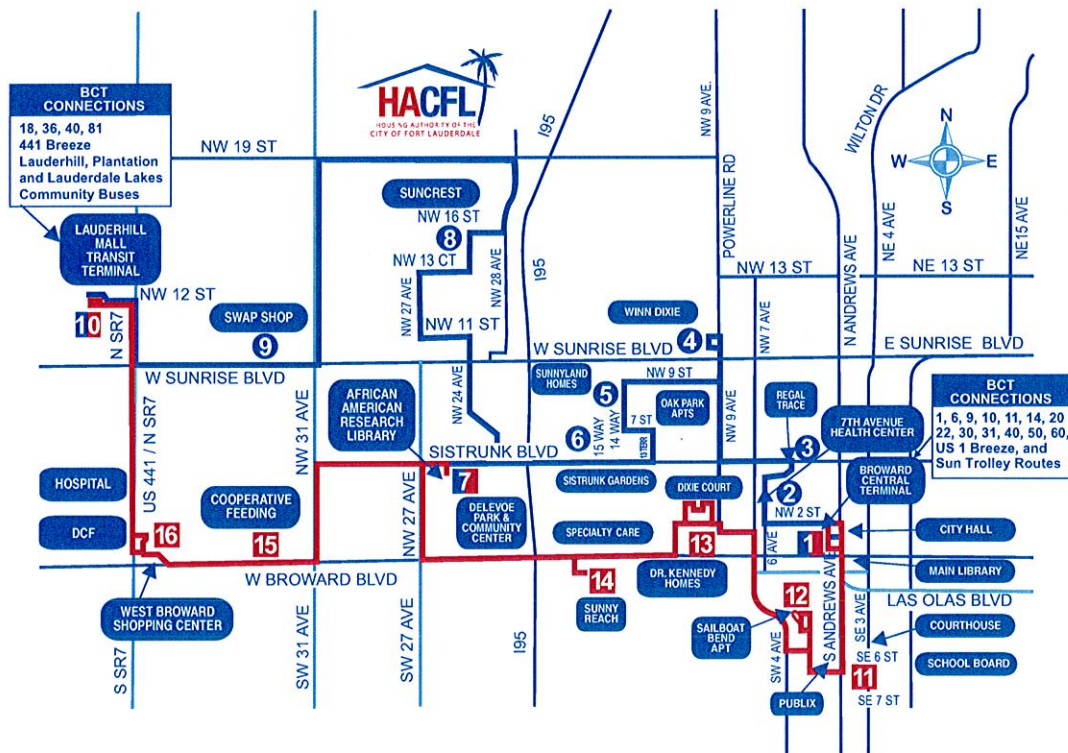 BCT
CONNECTIONS
18, 36, 40, 81
441 Breeze
Lauderhill, Plantation
and Lauderdale Lakes
Community Buses
HACFL
HOUSING AUTHORITY OF THE
CITY OF FORT LAUDERDALE
I95
NW 9 AVE.
POWERLINE RD
WILTON DR
N
W
E
S
NE 4 AVE
NE 15 AVE
NW 19 ST
SUNCREST
NW 16 ST
8
NW 13 CT
NW 27 AVE
NW 28 AVE
I95
NW 13 ST
NE 13 ST
LAUDERHILL
MALL
TRANSIT
TERMINAL
NW 12 ST
10
N SR7
SWAP SHOP
9
NW 11 ST
WINN DIXIE
4
NW 7 AVE
N ANDREWS AVE
W SUNRISE BLVD
W SUNRISE BLVD
E SUNRISE BLVD
NW 31 AVE
AFRICAN
AMERICAN
RESEARCH
LIBRARY
NW 24 AVE
SUNNYLAND
HOMES
5
NW 9 ST
OAK PARK
APTS
7 ST
15 WAY
14 WAY
13 TERR
6
NW 9 AVE
REGAL
TRACE
3
7TH AVENUE
HEALTH CENTER
BCT
CONNECTIONS
1, 6, 9, 10, 11, 14, 20
22, 30, 31, 40, 50, 60,
US 1 Breeze, and
Sun Trolley Routes
US 441 / N SR7
SISTRUNK BLVD
7
NW 27 AVE
SISTRUNK GARDENS
DIXIE COURT
2
NW 2 ST
BROWARD
CENTRAL
TERMINAL
HOSPITAL
DCF
COOPERATIVE
FEEDING
DELEVOE PARK
& COMMUNITY
CENTER
SPECIALTY CARE
13
1
CITY HALL
16
15
W BROWARD BLVD
14
SUNNY
REACH
DR. KENNEDY
HOMES
6 AVE
MAIN LIBRARY
LAS OLAS BLVD
WEST BROWARD
SHOPPING CENTER
S SR7
SW 31 AVE
SW 27 AVE
I95
SAILBOAT
BEND
APT
12
SW 4 AVE
S ANDREWS AVE
SE 3 AVE
COURTHOUSE
SE 6 ST
SCHOOL BOARD
11
SE 7 ST
PUBLIX